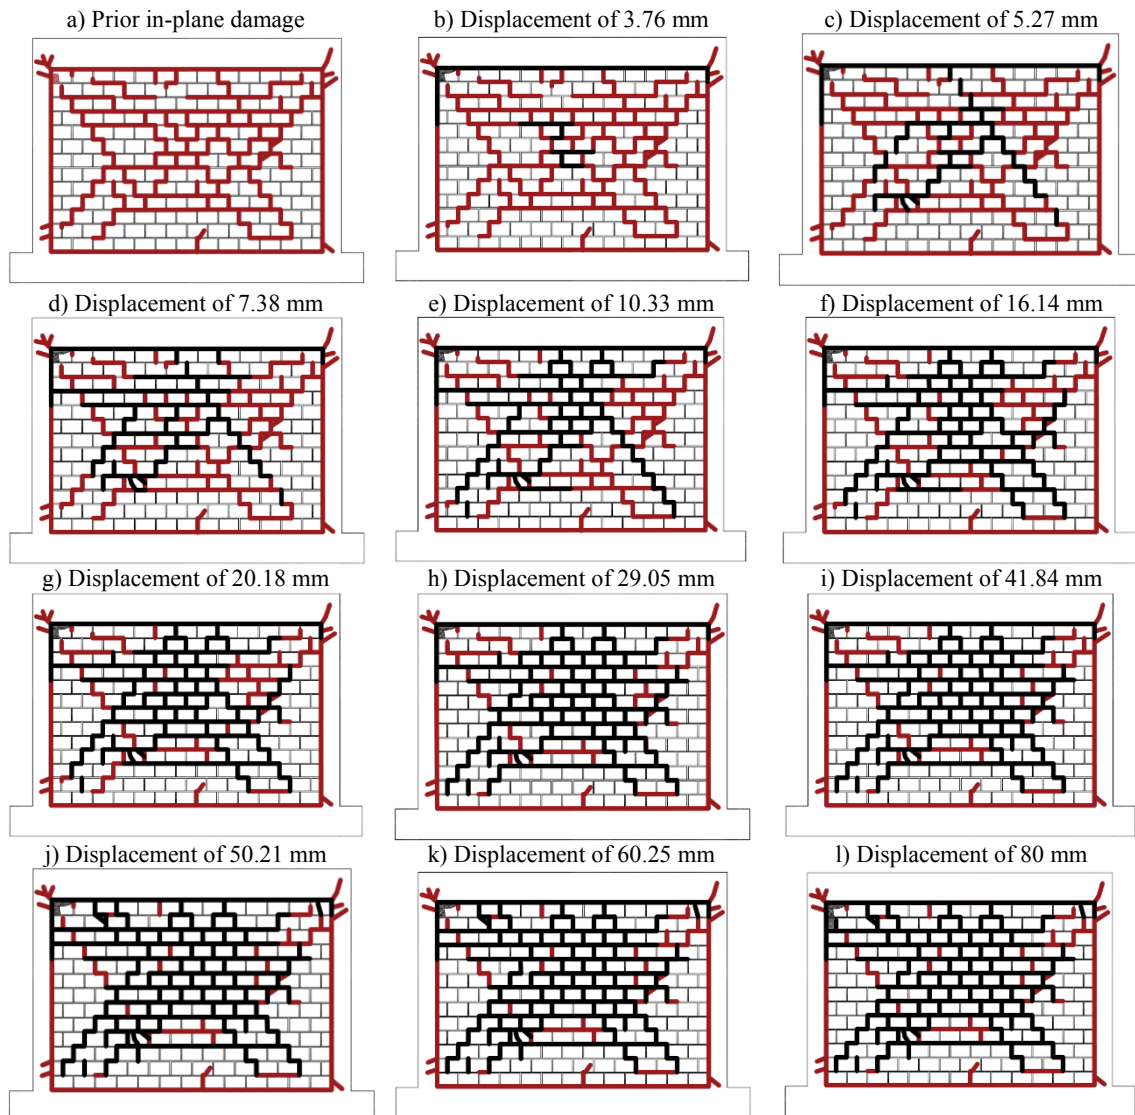 a) Prior in-plane damage
b) Displacement of 3.76 mm
c) Displacement of 5.27 mm
d) Displacement of 7.38 mm
e) Displacement of 10.33 mm
f) Displacement of 16.14 mm
g) Displacement of 20.18 mm
h) Displacement of 29.05 mm
i) Displacement of 41.84 mm
j) Displacement of 50.21 mm
k) Displacement of 60.25 mm
l) Displacement of 80 mm